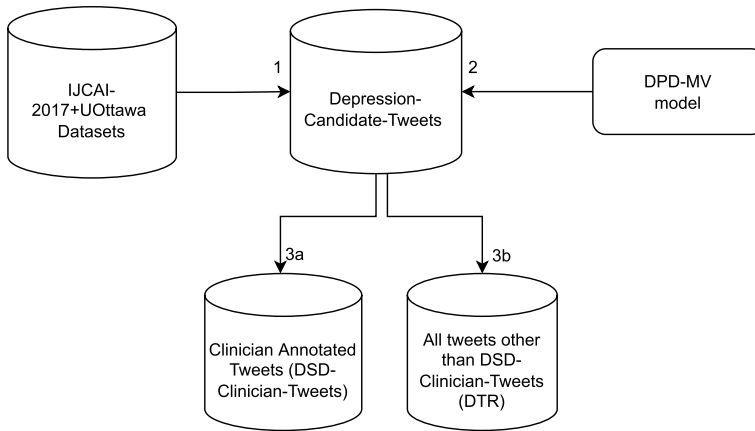 IJCAI-
2017+UOttawa
Datasets
1
Depression-
Candidate-Tweets
2
DPD-MV
model
3a
3b
Clinician Annotated
Tweets (DSD-
Clinician-Tweets)
All tweets other
than DSD-
Clinician-Tweets
(DTR)